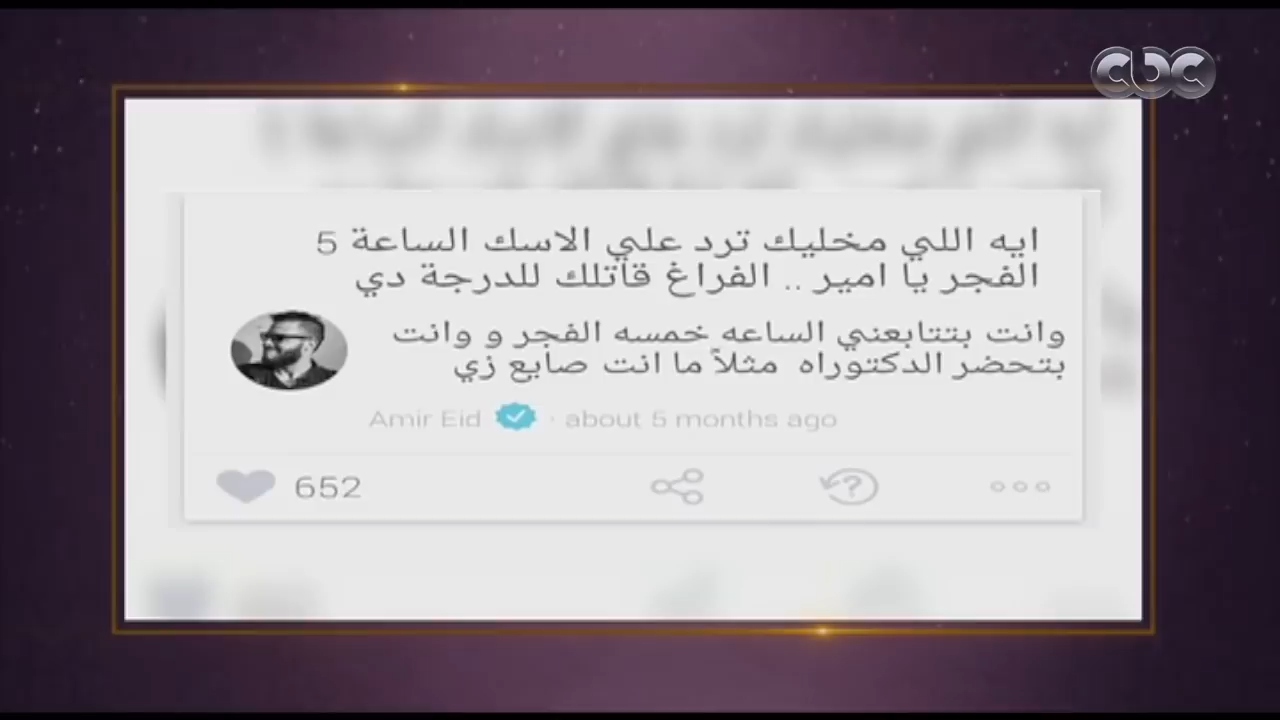 cbc
ايه اللي مخليك ترد علي الاسك الساعة 5
الفجر يا امير .. الفراغ قاتلك للدرجة دي
وانت بتتابعني الساعه خمسه الفجر و وانت
بتحضر الدكتوراه مثلاً ما انت صايع زي
Amir Eid · about 5 months ago
652